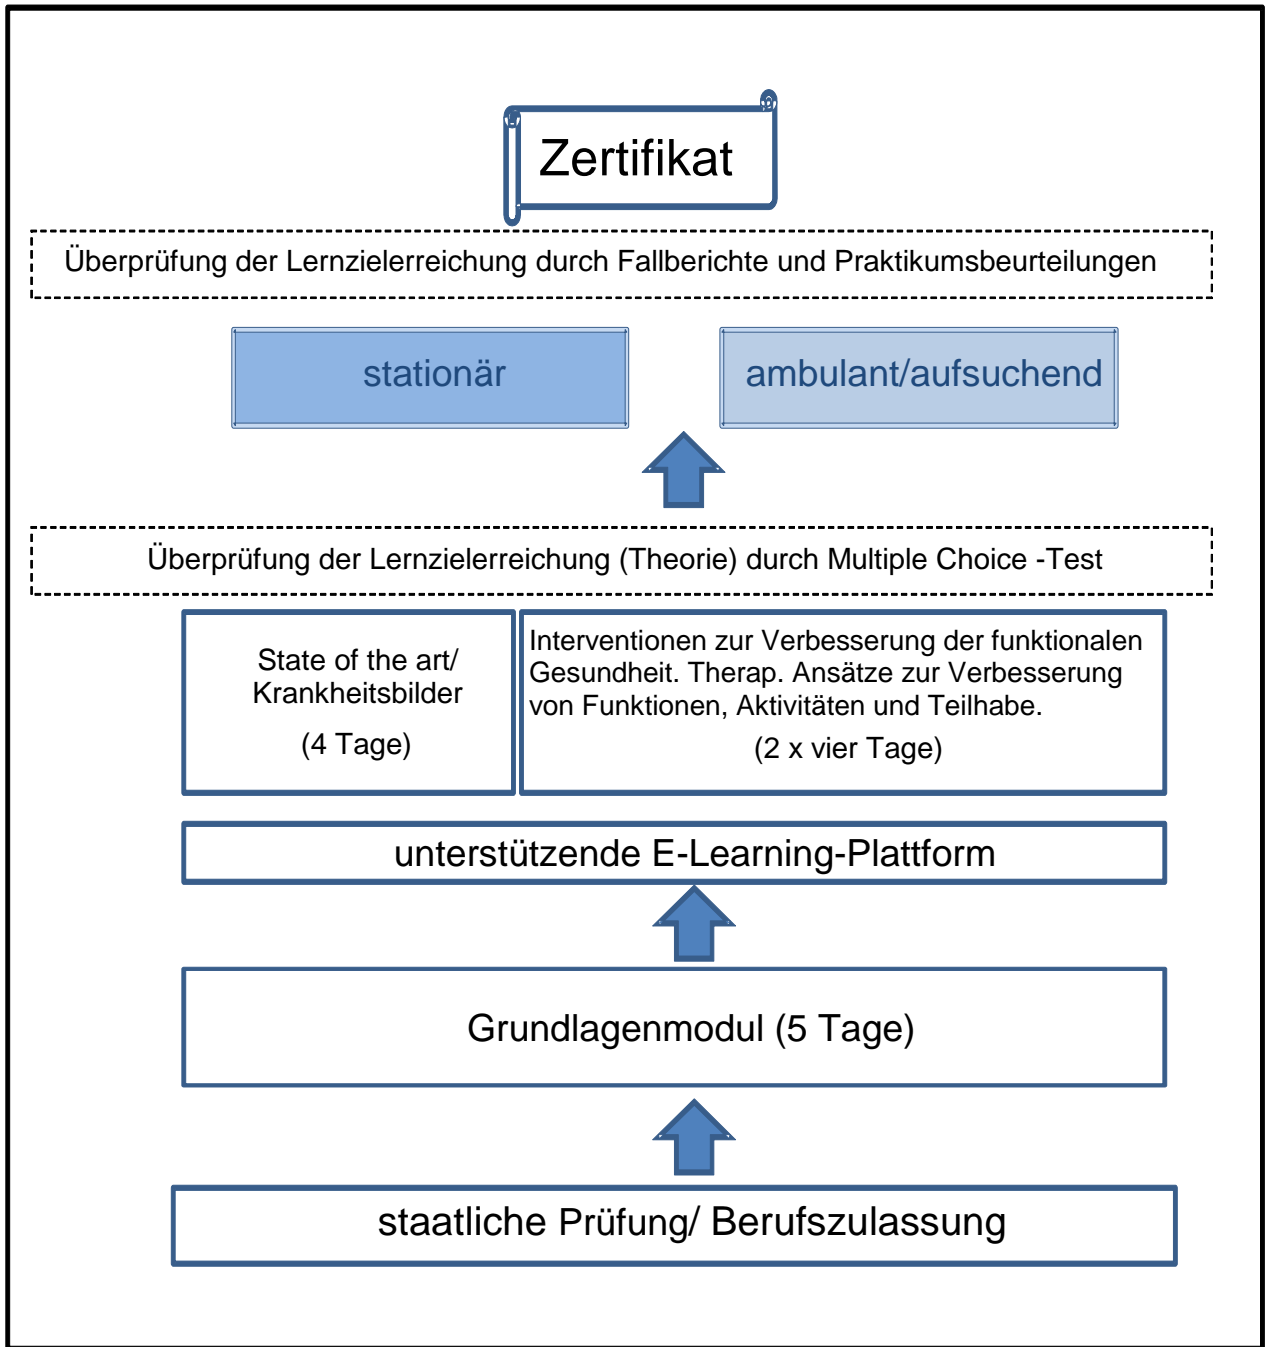 Zertifikat
Überprüfung der Lernzielerreichung durch Fallberichte und Praktikumsbeurteilungen
stationär
ambulant/aufsuchend
Überprüfung der Lernzielerreichung (Theorie) durch Multiple Choice -Test
State of the art/
Krankheitsbilder
(4 Tage)
Interventionen zur Verbesserung der funktionalen
Gesundheit. Therap. Ansätze zur Verbesserung
von Funktionen, Aktivitäten und Teilhabe.
(2 x vier Tage)
unterstützende E-Learning-Plattform
Grundlagenmodul (5 Tage)
staatliche Prüfung/ Berufszulassung